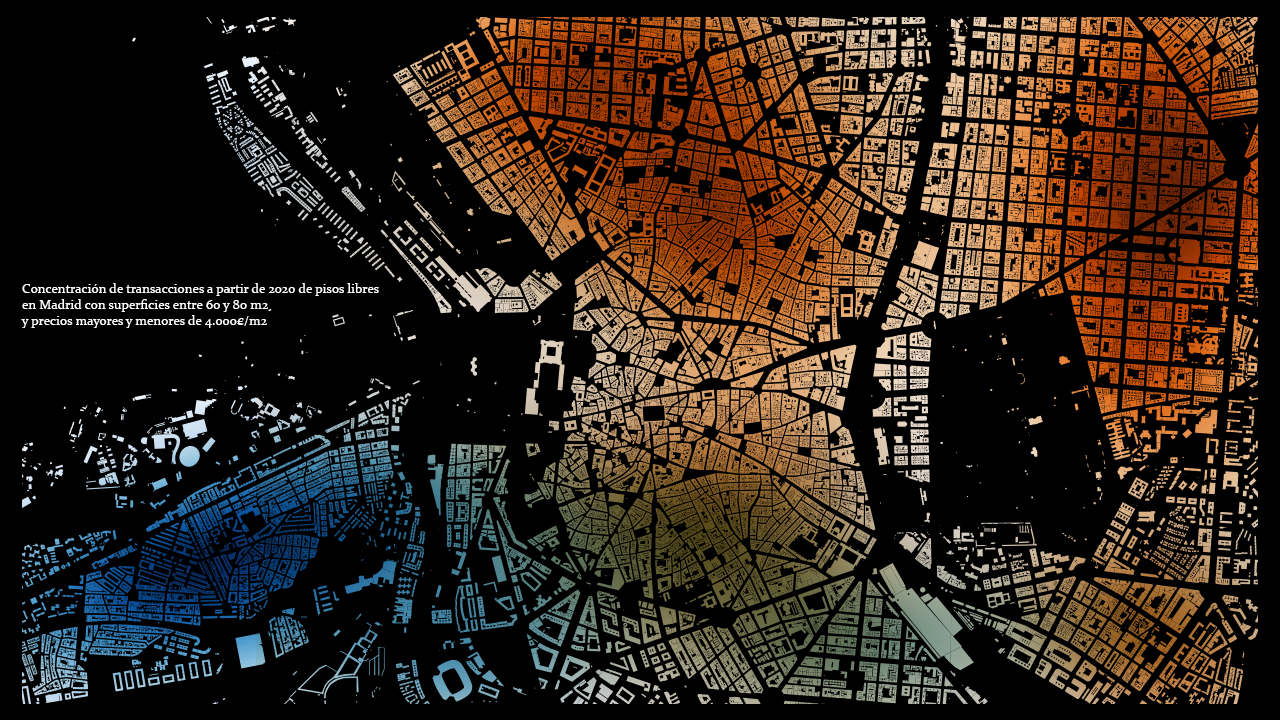 Concentración de transacciones a partir de 2020 de pisos libres
en Madrid con superficies entre 60 y 80 m2,
y precios mayores y menores de 4.000€/m2